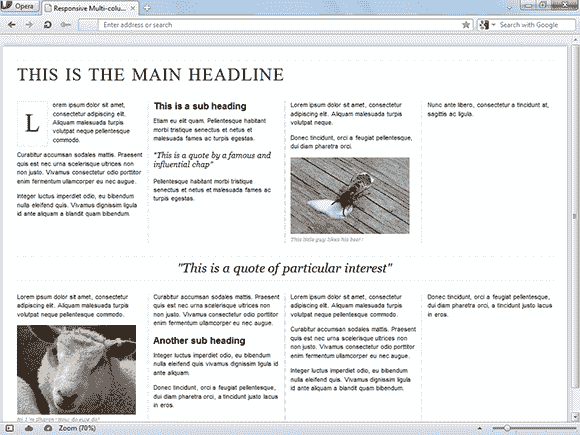 Opera
Responsive Multi-colu...
Enter address or search
Search with Google
THIS IS THE MAIN HEADLINE
Lorem ipsum dolor sit amet,
consectetur adipiscing elit.
Aliquam malesuada turpis
volutpat neque pellentesque
commodo.
Curabitur accumsan sodales mattis. Praesent
quis est nec urna scelerisque utrices non
non justo. Vivamus consectetur odio porttitor
enim fermentum ullamcorper eu nec augue.
Integer luctus imperdiet odio, eu bibendum
nulla eleifend quis. Vivamus dignissim ligula
id ante aliquam a blandit quam bibendum.
This is a sub heading
Etiam eu elit quam. Pellentesque habitant
morbi tristique senectus et netus et
malesuada fames ac turpis egestas.
"This is a quote by a famous and
influential chap"
Pellentesque habitant morbi tristique
senectus et netus et malesuada fames ac
turpis egestas.
Lorem ipsum dolor sit amet, consectetur
adipiscing elit. Aliquam malesuada turpis
volutpat neque.
Donec tincidunt, orci a feugiat pellentesque,
dui diam pharetra orci.
This little guy likes his beer!
Nunc ante libero, consectetur a tincidunt at,
sagittis ac ligula.
"This is a quote of particular interest"
Lorem ipsum dolor sit amet, consectetur
adipiscing elit. Aliquam malesuada turpis
volutpat neque pellentesque commodo.
Curabitur accumsan sodales mattis. Praesent
quis est nec urna scelerisque ultrices non
non justo. Vivamus consectetur odio porttitor
enim fermentum ullamcorper eu nec augue.
Another sub heading
Integer luctus imperdiet odio, eu bibendum
nulla eleifend quis vivamus dignissim ligula id
ante aliquam.
Donec tincidunt, orci a feugiat pellentesque,
dui diam pharetra orci, a tincidunt justo lacus
in eros.
Lorem ipsum dolor sit amet, consectetur
adipiscing elit. Aliquam malesuada turpis
volutpat neque pellentesque commodo.
Curabitur accumsan sodales mattis. Praesent
quis est nec urna scelerisque ultrices non
non justo. Vivamus consectetur odio porttitor
enim fermentum ullamcorper eu nec augue.
Integer luctus imperdiet odio, eu bibendum
nulla eleifend quis. Vivamus dignissim ligula
id ante aliquam a blandit quam bibendum.
Donec tincidunt, orci a feugiat pellentesque,
dui diam pharetra orci, a tincidunt justo lacus
in eros.
Zoom (70%)